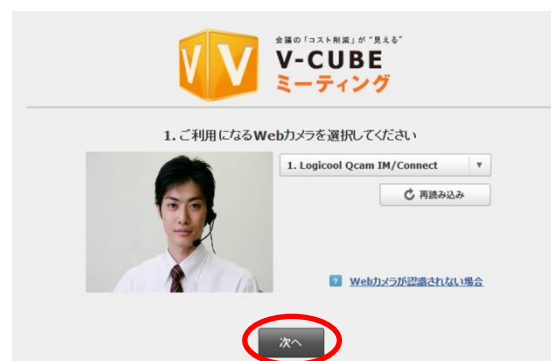 会議の「コスト削減」が"見える"
V-CUBE
ミーティング
1. ご利用になるWebカメラを選択してください
1. Logicool Qcam IM/Connect
再読み込み
? Webカメラが認識されない場合
次へ